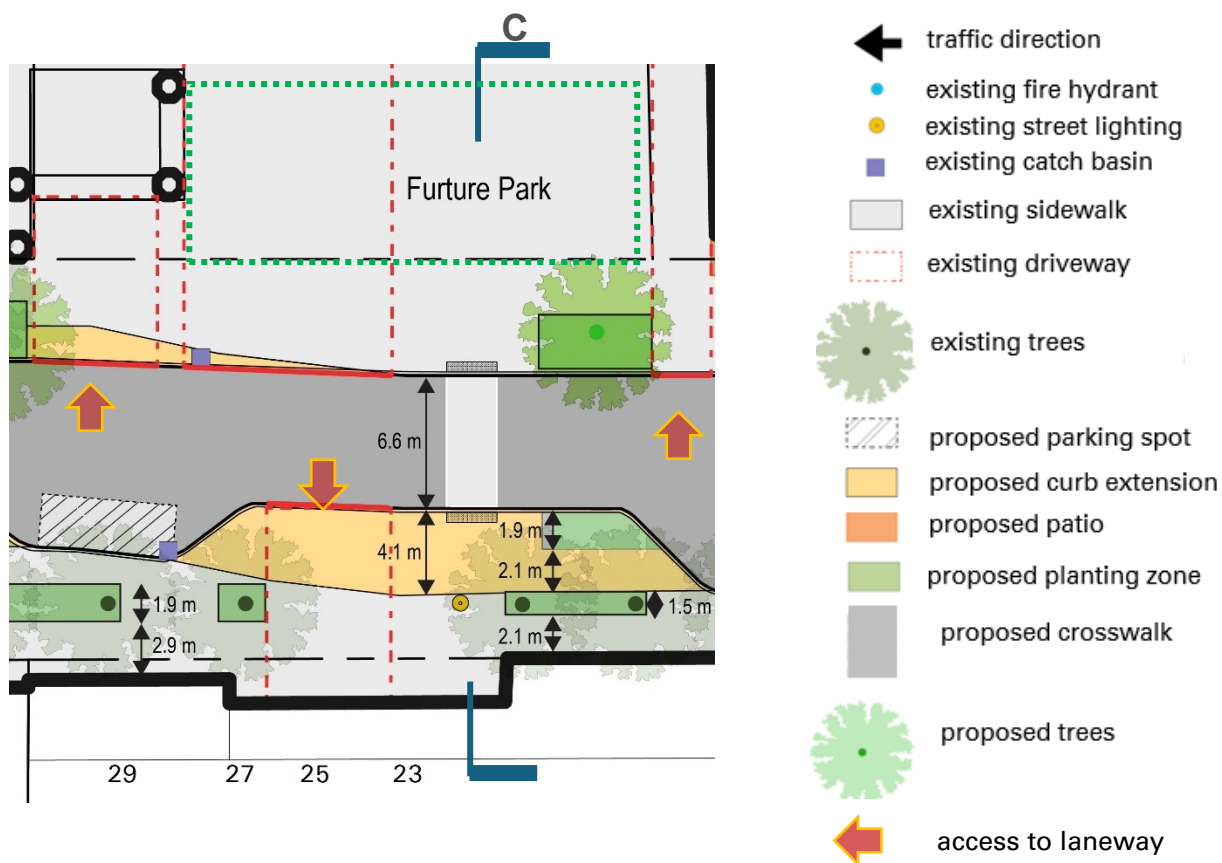 C
Furture Park
6.6 m
4.1 m
1.9 m
2.1 m
1.9 m
2.9 m
2.1 m
1.5 m
29
27
25
23
traffic direction
existing fire hydrant
existing street lighting
existing catch basin
existing sidewalk
existing driveway
existing trees
proposed parking spot
proposed curb extension
proposed patio
proposed planting zone
proposed crosswalk
proposed trees
access to laneway